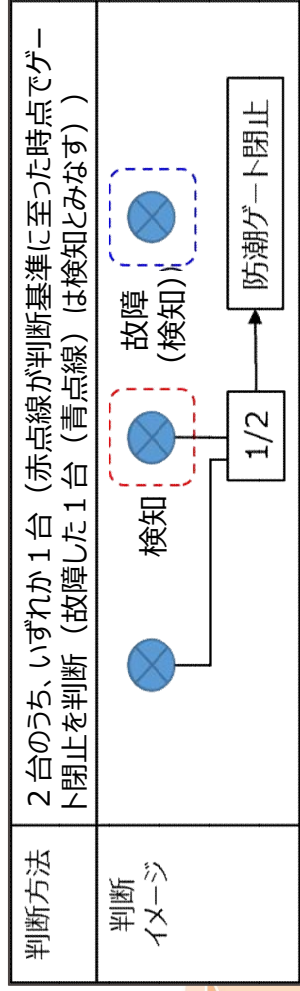 判断方法
２台のうち、いずれか１台（赤点線が判断基準に至った時点でゲー
ト閉止を判断（故障した１台（青点線）は検知とみなす））
判断
イメージ
検知
故障
（検知））
1/2
防潮ゲート閉止